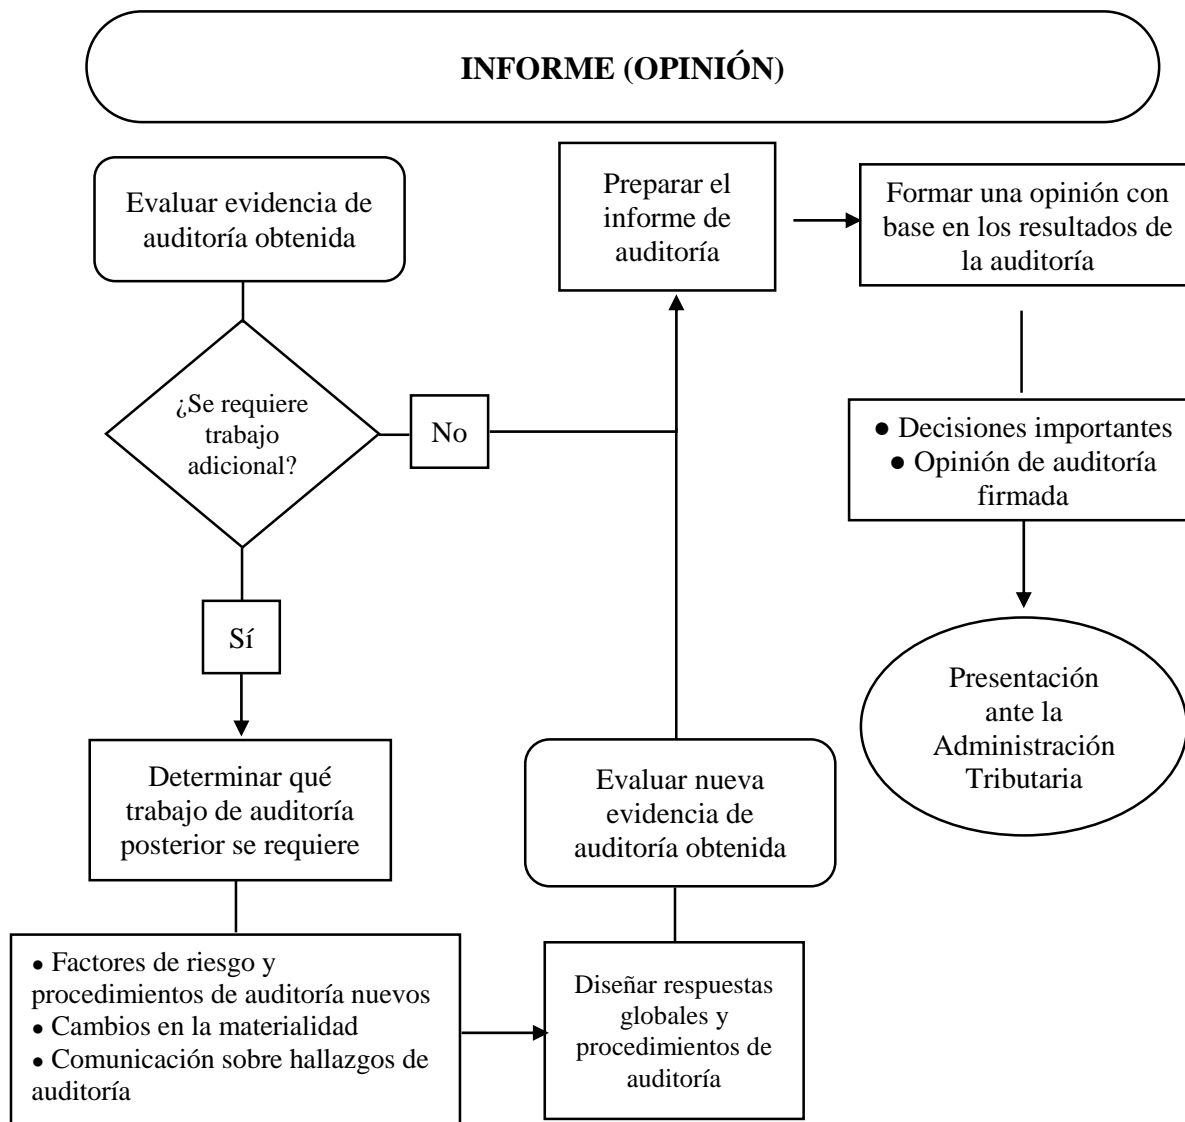 INFORME (OPINIÓN)
Evaluar evidencia de
auditoría obtenida
¿Se requiere
trabajo
adicional?
No
Sí
Determinar qué
trabajo de auditoría
posterior se requiere
● Factores de riesgo y
procedimientos de auditoría nuevos
● Cambios en la materialidad
● Comunicación sobre hallazgos de
auditoría
Diseñar respuestas
globales y
procedimientos de
auditoría
Evaluar nueva
evidencia de
auditoría obtenida
Preparar el
informe de
auditoría
Formar una opinión con
base en los resultados de
la auditoría
● Decisiones importantes
● Opinión de auditoría
firmada
Presentación
ante la
Administración
Tributaria